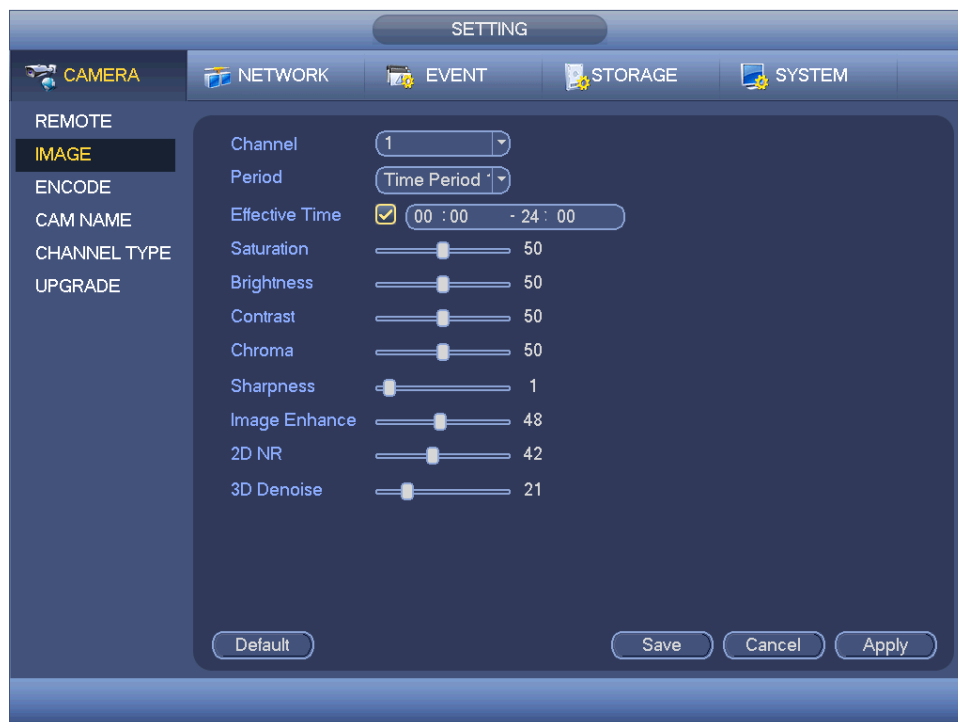 SETTING
CAMERA NETWORK EVENT STORAGE SYSTEM
REMOTE
IMAGE
ENCODE
CAM NAME
CHANNEL TYPE
UPGRADE
Channel 1
Period Time Period
Effective Time 00 :00 - 24: 00
Saturation 50
Brightness 50
Contrast 50
Chroma 50
Sharpness 1
Image Enhance 48
2D NR 42
3D Denoise 21
Default Save Cancel Apply